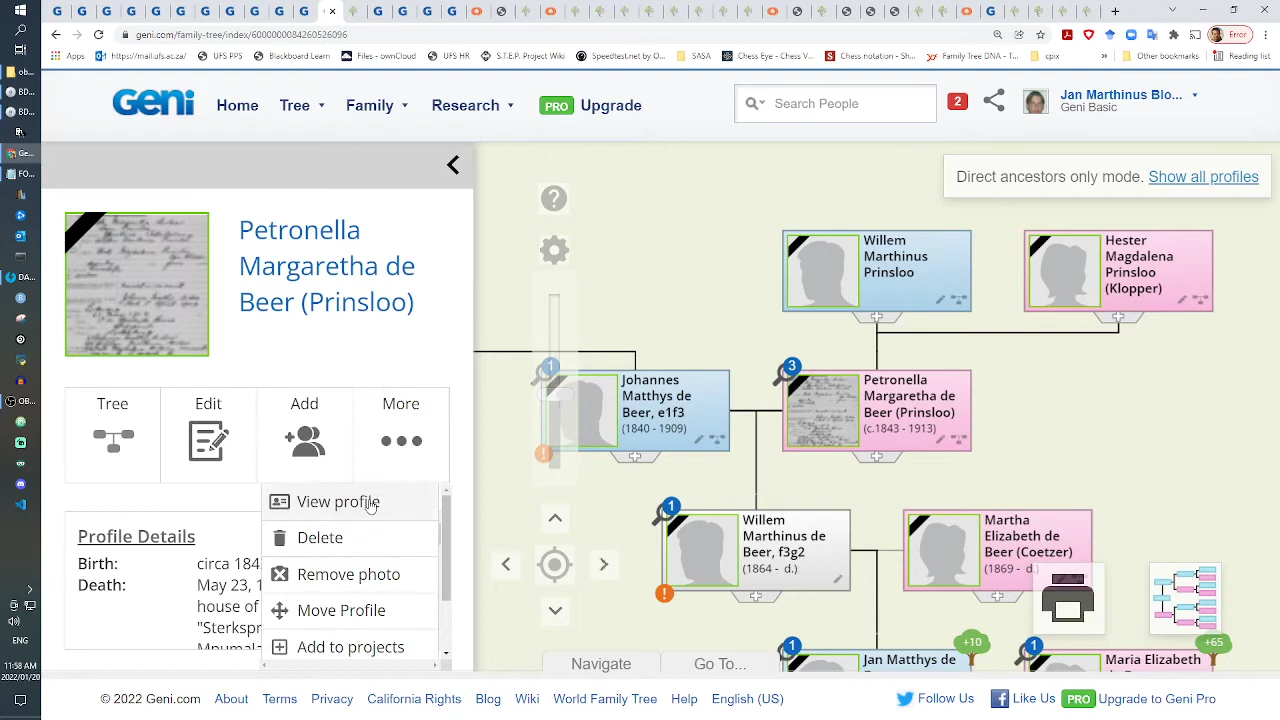 geni.com/family-tree/index/6000000084260526096
Error
Apps
https://mail.ufs.ac.za/
UFS PPS
Blackboard Learn
Files - ownCloud
UFS HR
S.T.E.P. Project Wiki
Speedtest.net by O...
SASA
Chess Eye - Chess V...
Chess notation - Sh...
Family Tree DNA - T...
cpix
»
Other bookmarks
Reading list
Geni
Home
Tree
Family
Research
PRO Upgrade
Search People
2
Jan Marthinus Blo...
Geni Basic
Direct ancestors only mode. Show all profiles
Petronella
Margaretha de
Beer (Prinsloo)
Tree
Edit
Add
More
View profile
Delete
Remove photo
Move Profile
Add to projects
Profile Details
Birth:
circa 184
Death:
May 23, 1
house of
"Sterkspr
Willem
Marthinus
Prinsloo
Hester
Magdalena
Prinsloo
(Klopper)
1
Johannes
Matthys de
Beer, e1f3
(1840 - 1909)
3
Petronella
Margaretha de
Beer (Prinsloo)
(c.1843 - 1913)
1
Willem
Marthinus de
Beer, f3g2
(1864 - d.)
Martha
Elizabeth de
Beer (Coetzer)
(1869 - d.)
1
Jan Matthys de
+10
1
Maria Elizabeth
+65
Navigate
Go To...
© 2022 Geni.com
About
Terms
Privacy
California Rights
Blog
Wiki
World Family Tree
Help
English (US)
Follow Us
Like Us
PRO Upgrade to Geni Pro
ENG
11:51 AM